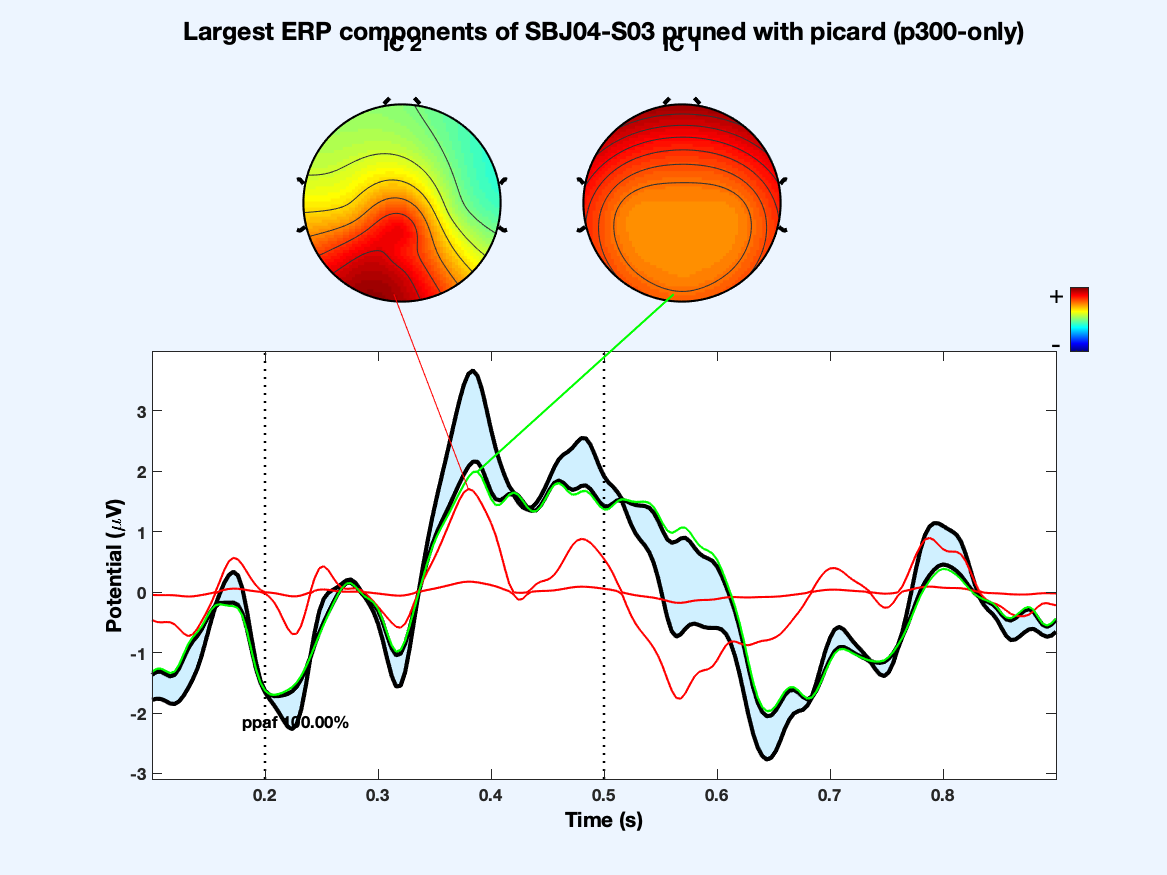 Largest ERP components of SBJ04-S03 pruned with picard (p300-only)
IC 2
IC 1
+
-
3
2
1
0
-1
-2
-3
Potential (μV)
ppaf 100.00%
0.2 0.3 0.4 0.5 0.6 0.7 0.8
Time (s)